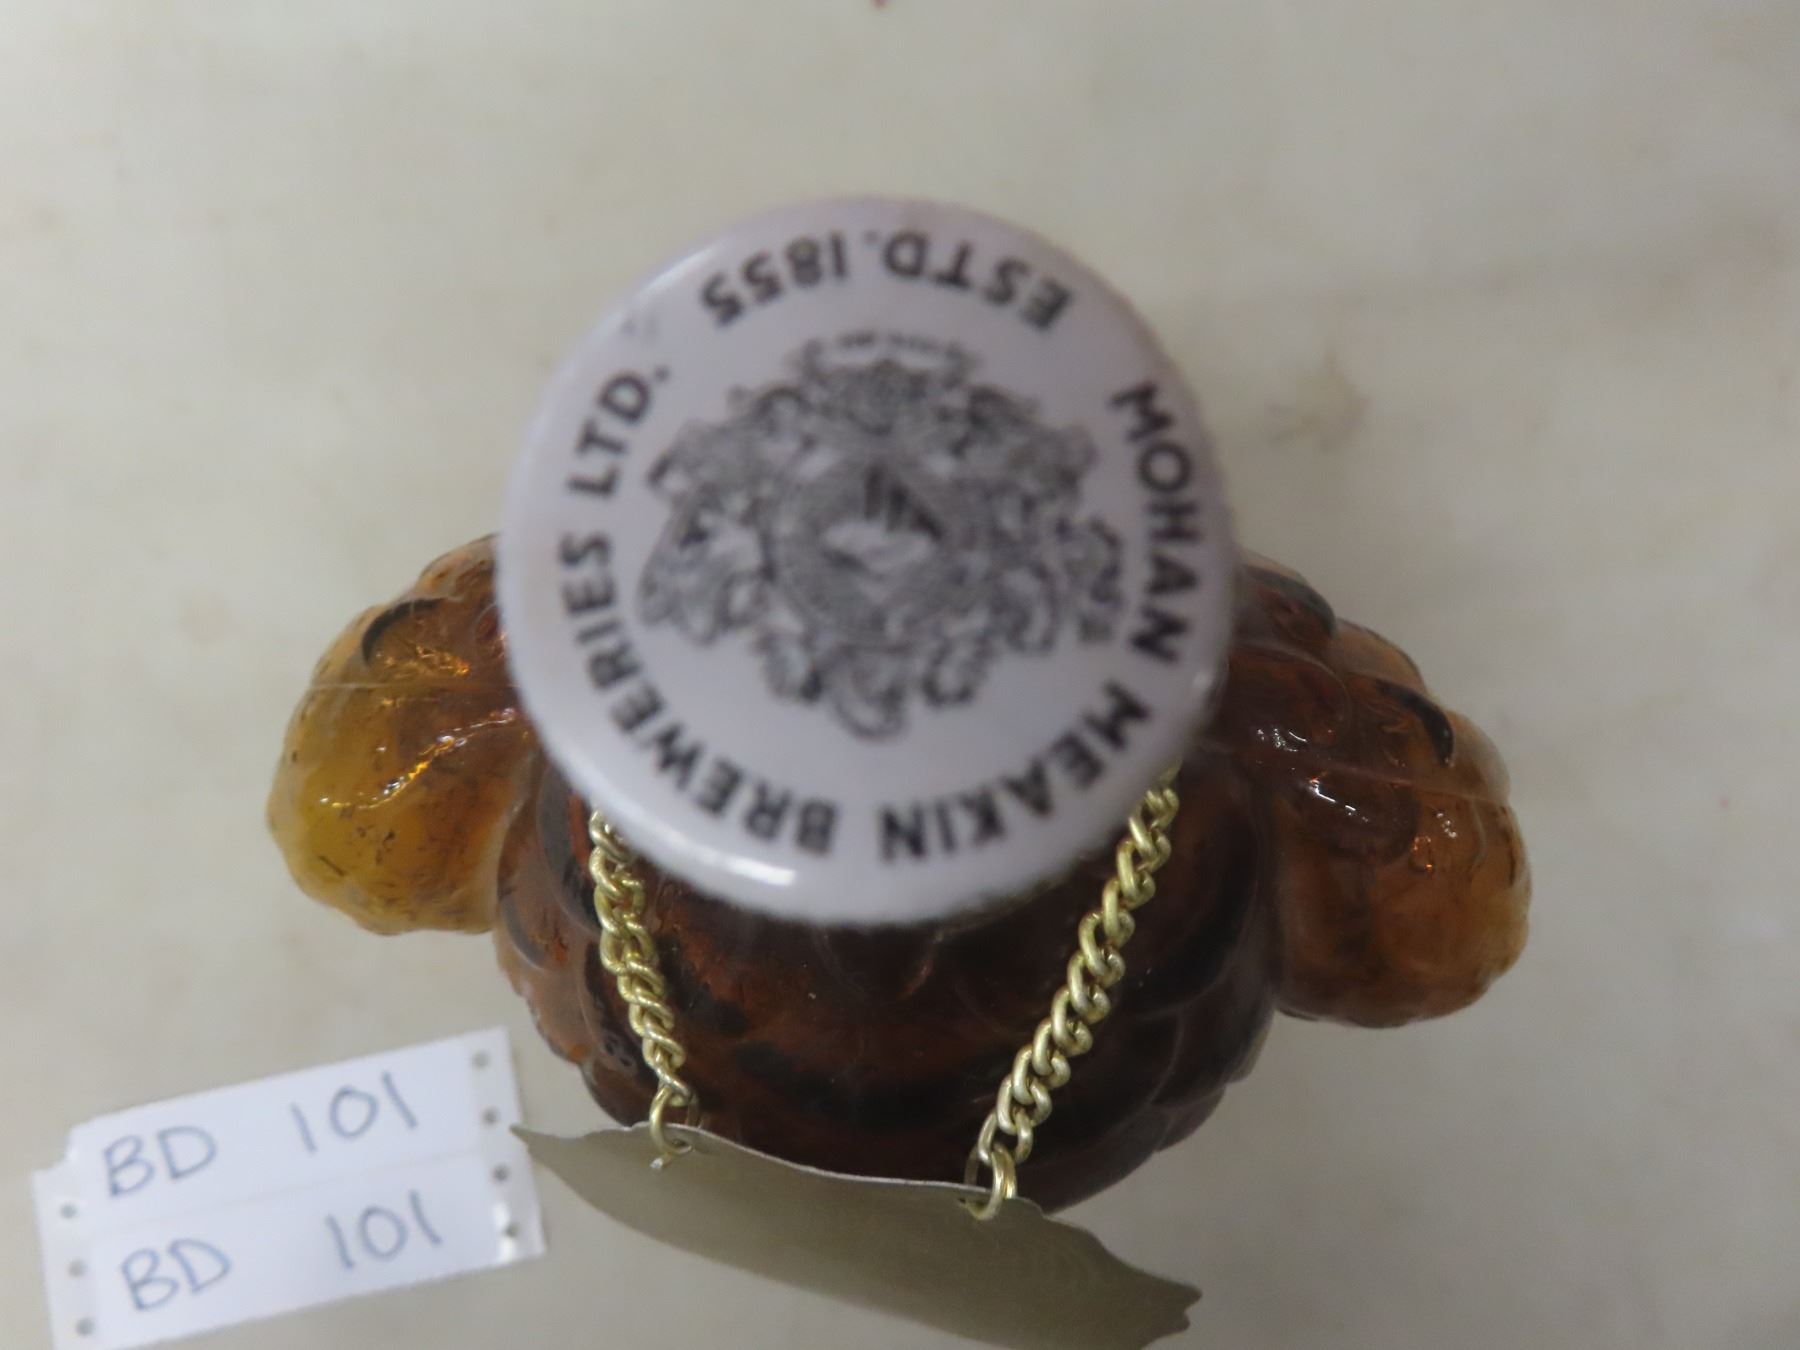 MOHAN MEAKIN BREWERIES LTD.
ESTD. 1855
BD 101
BD 101